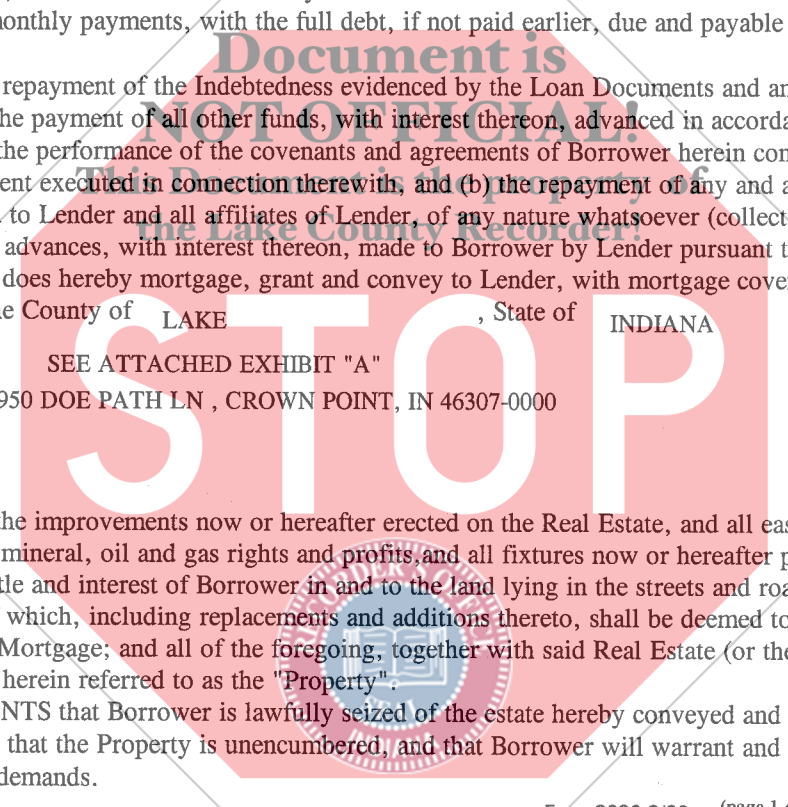 onthly payments, with the full debt, if not paid earlier, due and payable
Document is
repayment of the Indebtedness evidenced by the Loan Documents and
he payment of all other funds, with interest thereon, advanced in accorda
NOT OFFICIAL!
the performance of the covenants and agreements of Borrower herein con
ent executed in connection therewith, and (b) the repayment of any and a
This Document is the property of
to Lender and all affiliates of Lender, of any nature whatsoever (collect
the Lake County Recorder!
advances, with interest thereon, made to Borrower by Lender pursuant t
does hereby mortgage, grant and convey to Lender, with mortgage cove
e County of LAKE , State of INDIANA
SEE ATTACHED EXHIBIT "A"
950 DOE PATH LN , CROWN POINT, IN 46307-0000
STOP
the improvements now or hereafter erected on the Real Estate, and all eas
mineral, oil and gas rights and profits,and all fixtures now or hereafter p
tle and interest of Borrower in and to the land lying in the streets and roa
which, including replacements and additions thereto, shall be deemed to
Mortgage; and all of the foregoing, together with said Real Estate (or the
herein referred to as the "Property".
NTS that Borrower is lawfully seized of the estate hereby conveyed and
that the Property is unencumbered, and that Borrower will warrant and
demands.